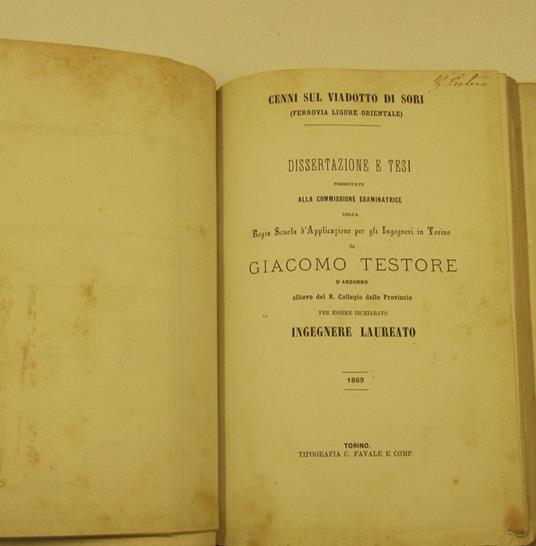 CENNI SUL VIADOTTO DI SORI
(FERROVIA LIGURE ORIENTALE)
DISSERTAZIONE E TESI
PRESENTATE
ALLA COMMISSIONE ESAMINATRICE
DELLA
Regia Scuola d'Applicazione per gli Ingegneri in Torino
da
GIACOMO TESTORE
D'ANDORNO
allievo del R. Collegio delle Provincie
PER ESSERE DICHIARATO
INGEGNERE LAUREATO
1869
TORINO.
TIPOGRAFIA C. FAVALE E COMP.